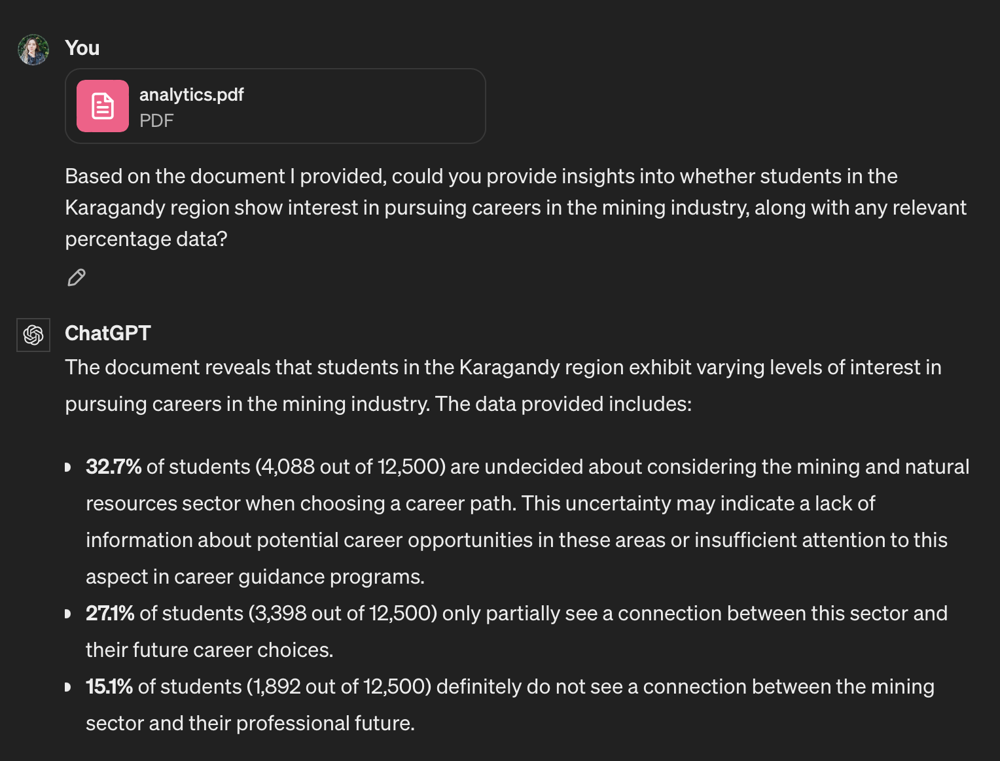 You
analytics.pdf
PDF
Based on the document I provided, could you provide insights into whether students in the
Karagandy region show interest in pursuing careers in the mining industry, along with any relevant
percentage data?
ChatGPT
The document reveals that students in the Karagandy region exhibit varying levels of interest in
pursuing careers in the mining industry. The data provided includes:
32.7% of students (4,088 out of 12,500) are undecided about considering the mining and natural
resources sector when choosing a career path. This uncertainty may indicate a lack of
information about potential career opportunities in these areas or insufficient attention to this
aspect in career guidance programs.
27.1% of students (3,398 out of 12,500) only partially see a connection between this sector and
their future career choices.
15.1% of students (1,892 out of 12,500) definitely do not see a connection between the mining
sector and their professional future.